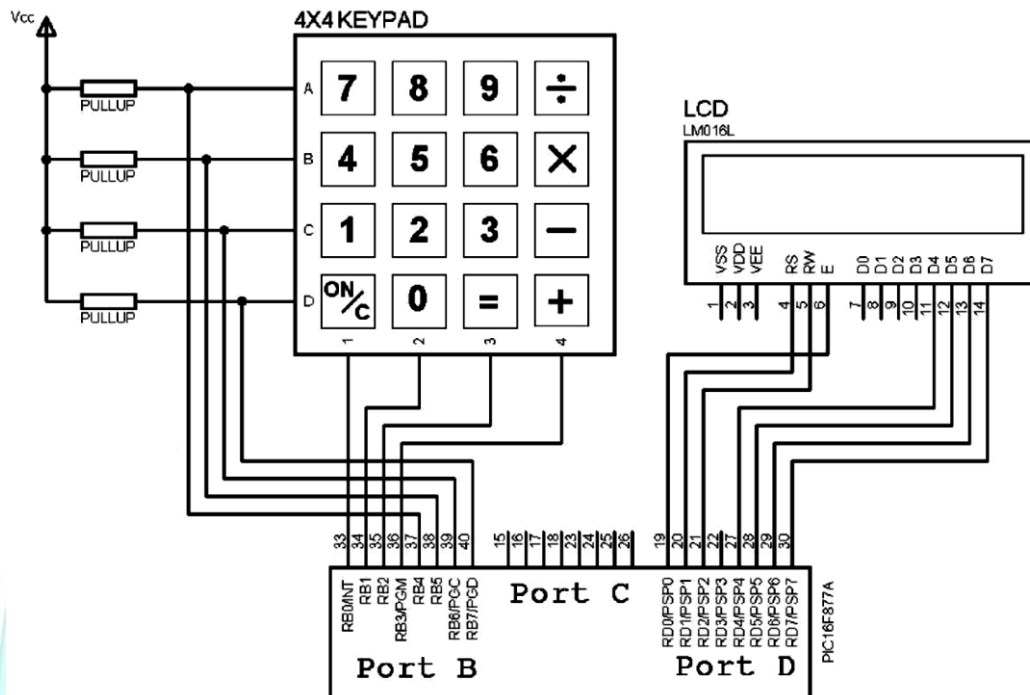 Vcc
4X4 KEYPAD
PULLUP
PULLUP
PULLUP
PULLUP
A 7 8 9 ÷
B 4 5 6 ×
C 1 2 3 −
D ON/C 0 = +
1 2 3 4
LCD
LM016L
VSS VDD VEE RS RW E D0 D1 D2 D3 D4 D5 D6 D7
1 2 3 4 5 6 7 8 9 10 11 12 13 14
33 34 35 36 37 38 39 40 15 16 17 18 23 24 25 26 19 20 21 22 27 28 29 30
RB0/INT
RB1
RB2
RB3/PGM
RB4
RB5
RB6/PGC
RB7/PGD
Port B
Port C
RD0/PSP0
RD1/PSP1
RD2/PSP2
RD3/PSP3
RD4/PSP4
RD5/PSP5
RD6/PSP6
RD7/PSP7
Port D
PIC16F877A